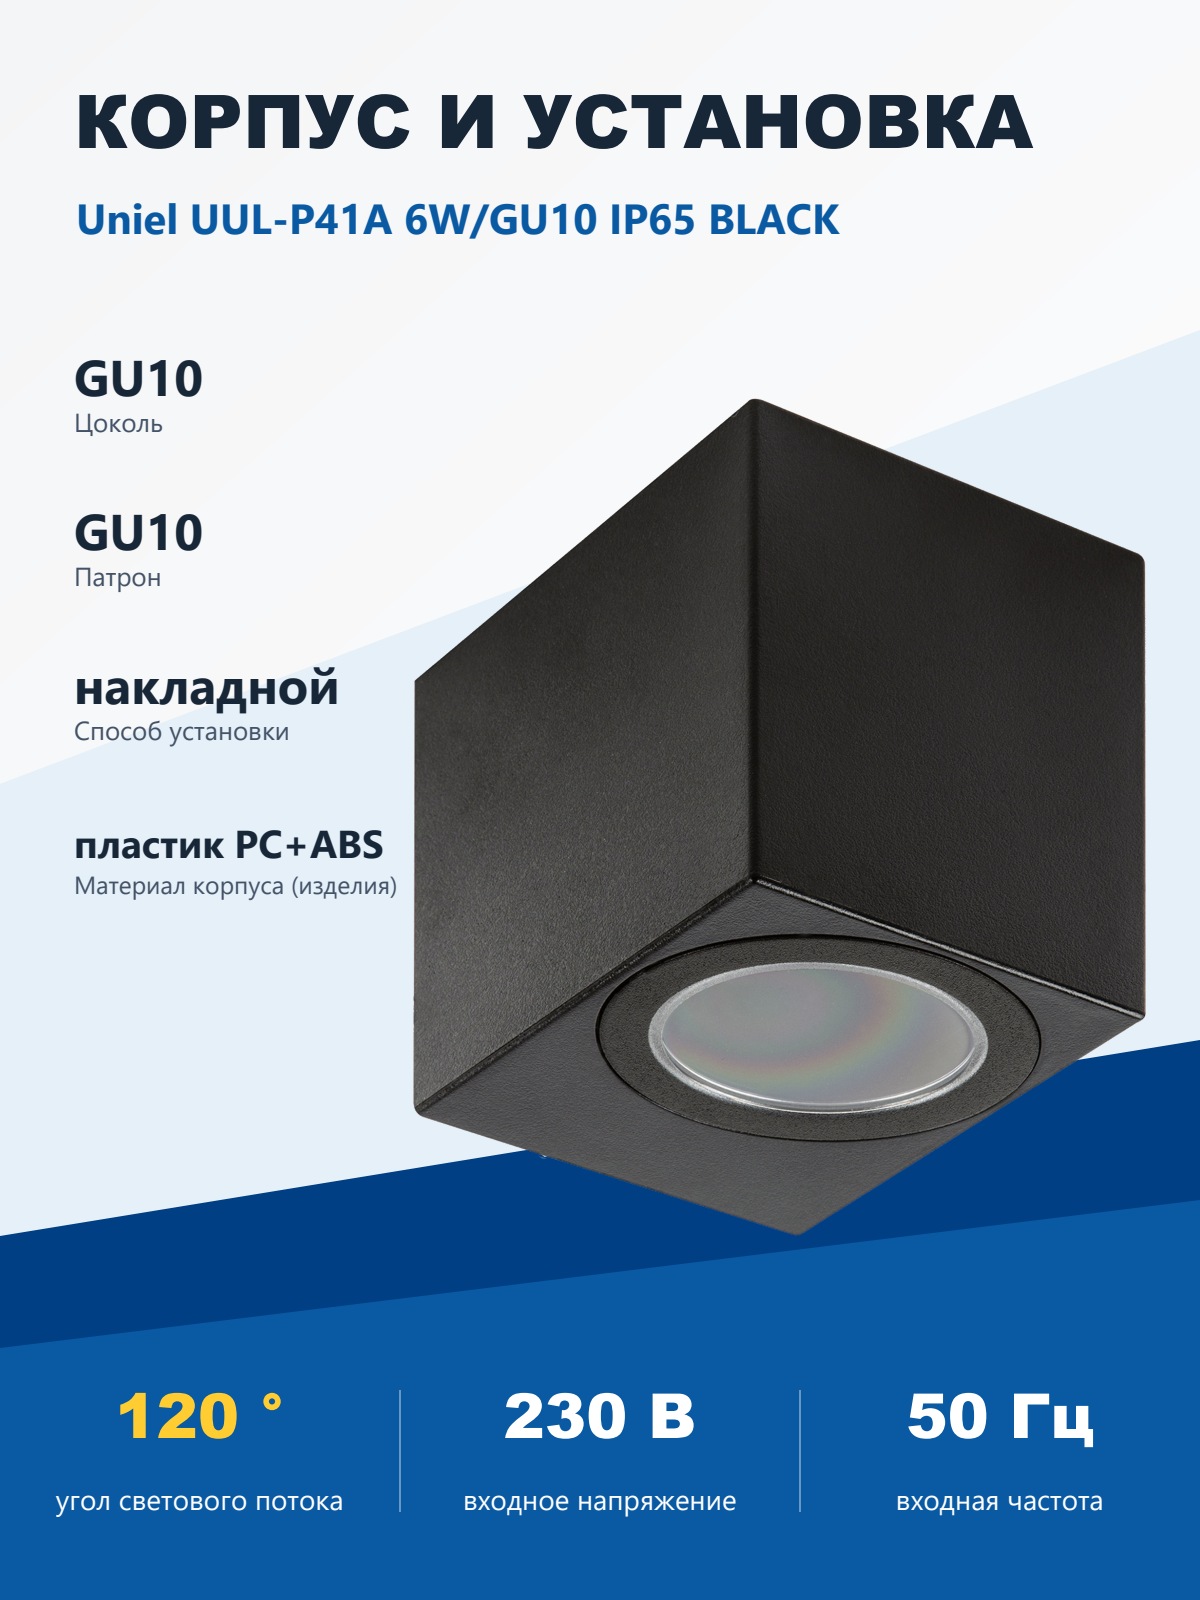 КОРПУС И УСТАНОВКА
Uniel UUL-P41A 6W/GU10 IP65 BLACK
GU10
Цоколь
GU10
Патрон
накладной
Способ установки
пластик PC+ABS
Материал корпуса (изделия)
120 °
угол светового потока
230 В
входное напряжение
50 Гц
входная частота